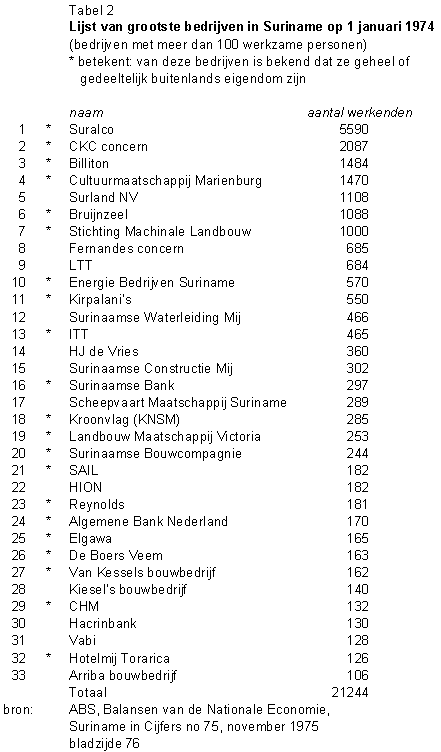 Tabel 2
Lijst van grootste bedrijven in Suriname op 1 januari 1974
(bedrijven met meer dan 100 werkzame personen)
* betekent: van deze bedrijven is bekend dat ze geheel of
gedeeltelijk buitenlands eigendom zijn
naam aantal werkenden
1 * Suralco 5590
2 * CKC concern 2087
3 * Billiton 1484
4 * Cultuurmaatschappij Marienburg 1470
5 Surland NV 1108
6 * Bruijnzeel 1088
7 * Stichting Machinale Landbouw 1000
8 Fernandes concern 685
9 LTT 684
10 * Energie Bedrijven Suriname 570
11 * Kirpalani's 550
12 Surinaamse Waterleiding Mij 466
13 * ITT 465
14 HJ de Vries 360
15 Surinaamse Constructie Mij 302
16 * Surinaamse Bank 297
17 Scheepvaart Maatschappij Suriname 289
18 * Kroonvlag (KNSM) 285
19 * Landbouw Maatschappij Victoria 253
20 * Surinaamse Bouwcompagnie 244
21 * SAIL 182
22 HION 182
23 * Reynolds 181
24 * Algemene Bank Nederland 170
25 * Elgawa 165
26 * De Boers Veem 163
27 * Van Kessels bouwbedrijf 162
28 Kiesel's bouwbedrijf 140
29 * CHM 132
30 Hacrinbank 130
31 Vabi 128
32 * Hotelmij Torarica 126
33 Arriba bouwbedrijf 106
Totaal 21244
bron: ABS, Balansen van de Nationale Economie,
Suriname in Cijfers no 75, november 1975
bladzijde 76